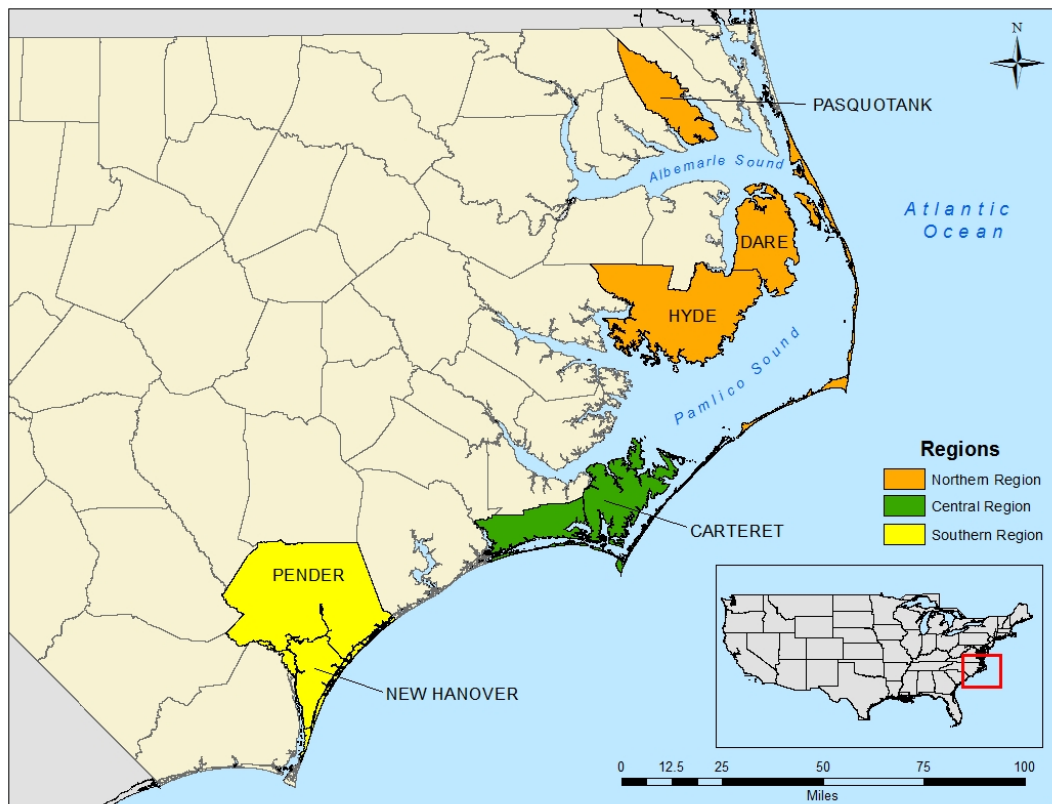 N
PASQUOTANK
Albemarle Sound
Atlantic
Ocean
DARE
HYDE
Pamlico Sound
Regions
Northern Region
Central Region
Southern Region
CARTERET
PENDER
NEW HANOVER
0 12.5 25 50 75 100
Miles